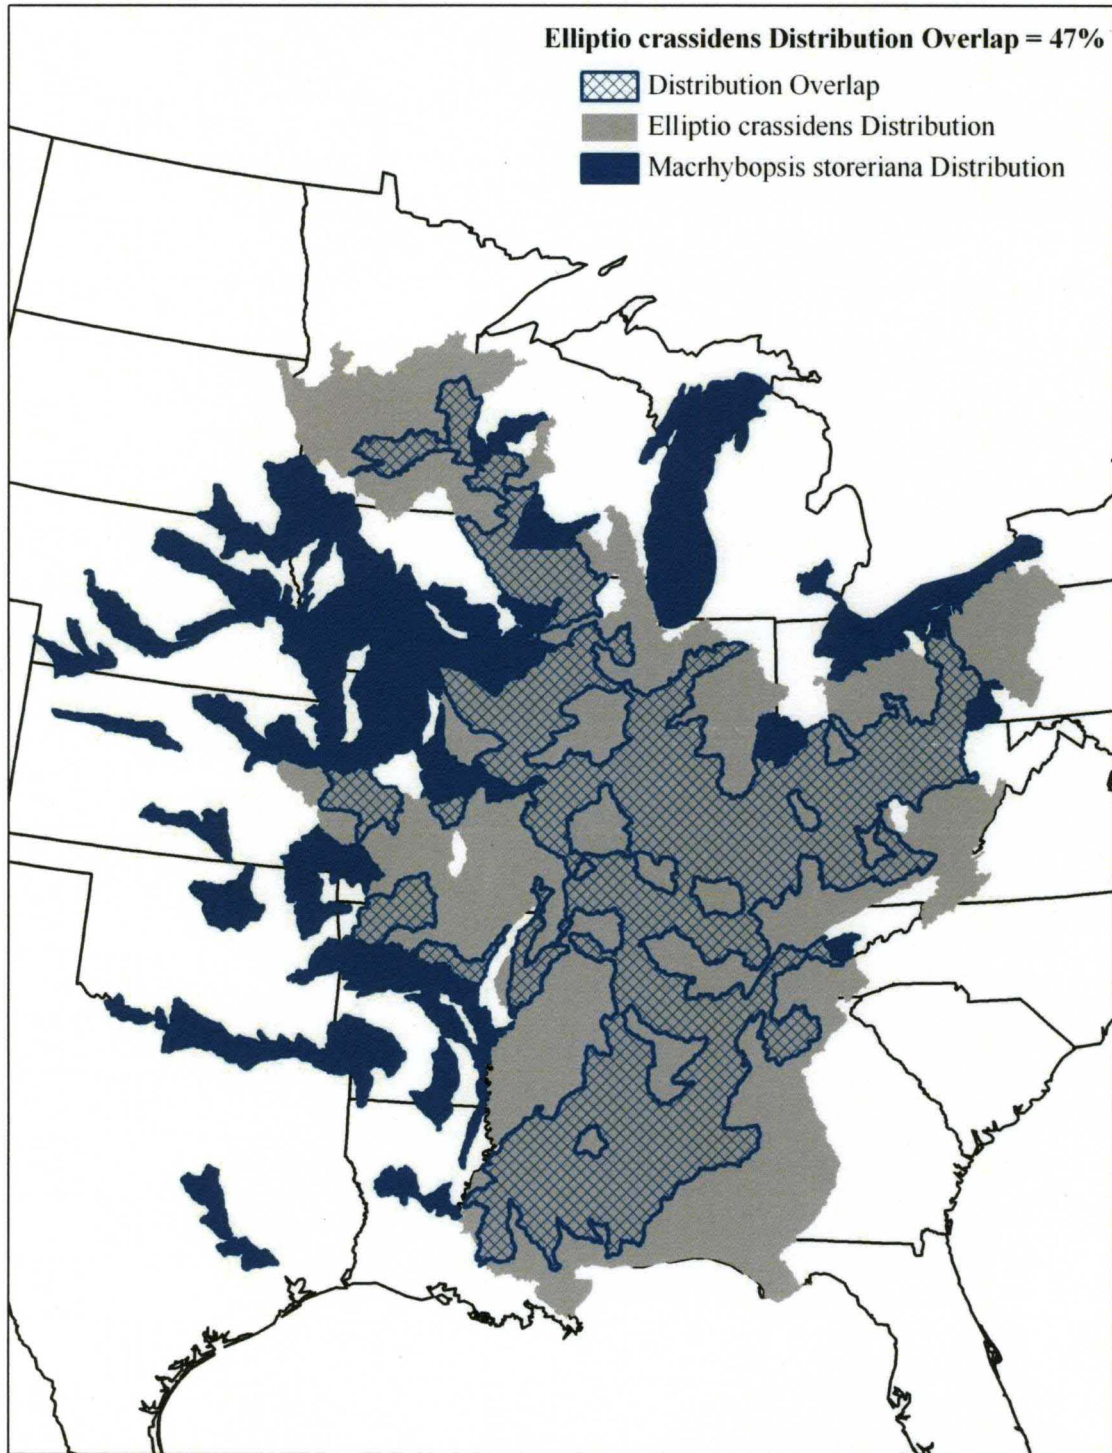 Elliptio crassidens Distribution Overlap = 47%
Distribution Overlap
Elliptio crassidens Distribution
Macrhybopsis storeriana Distribution